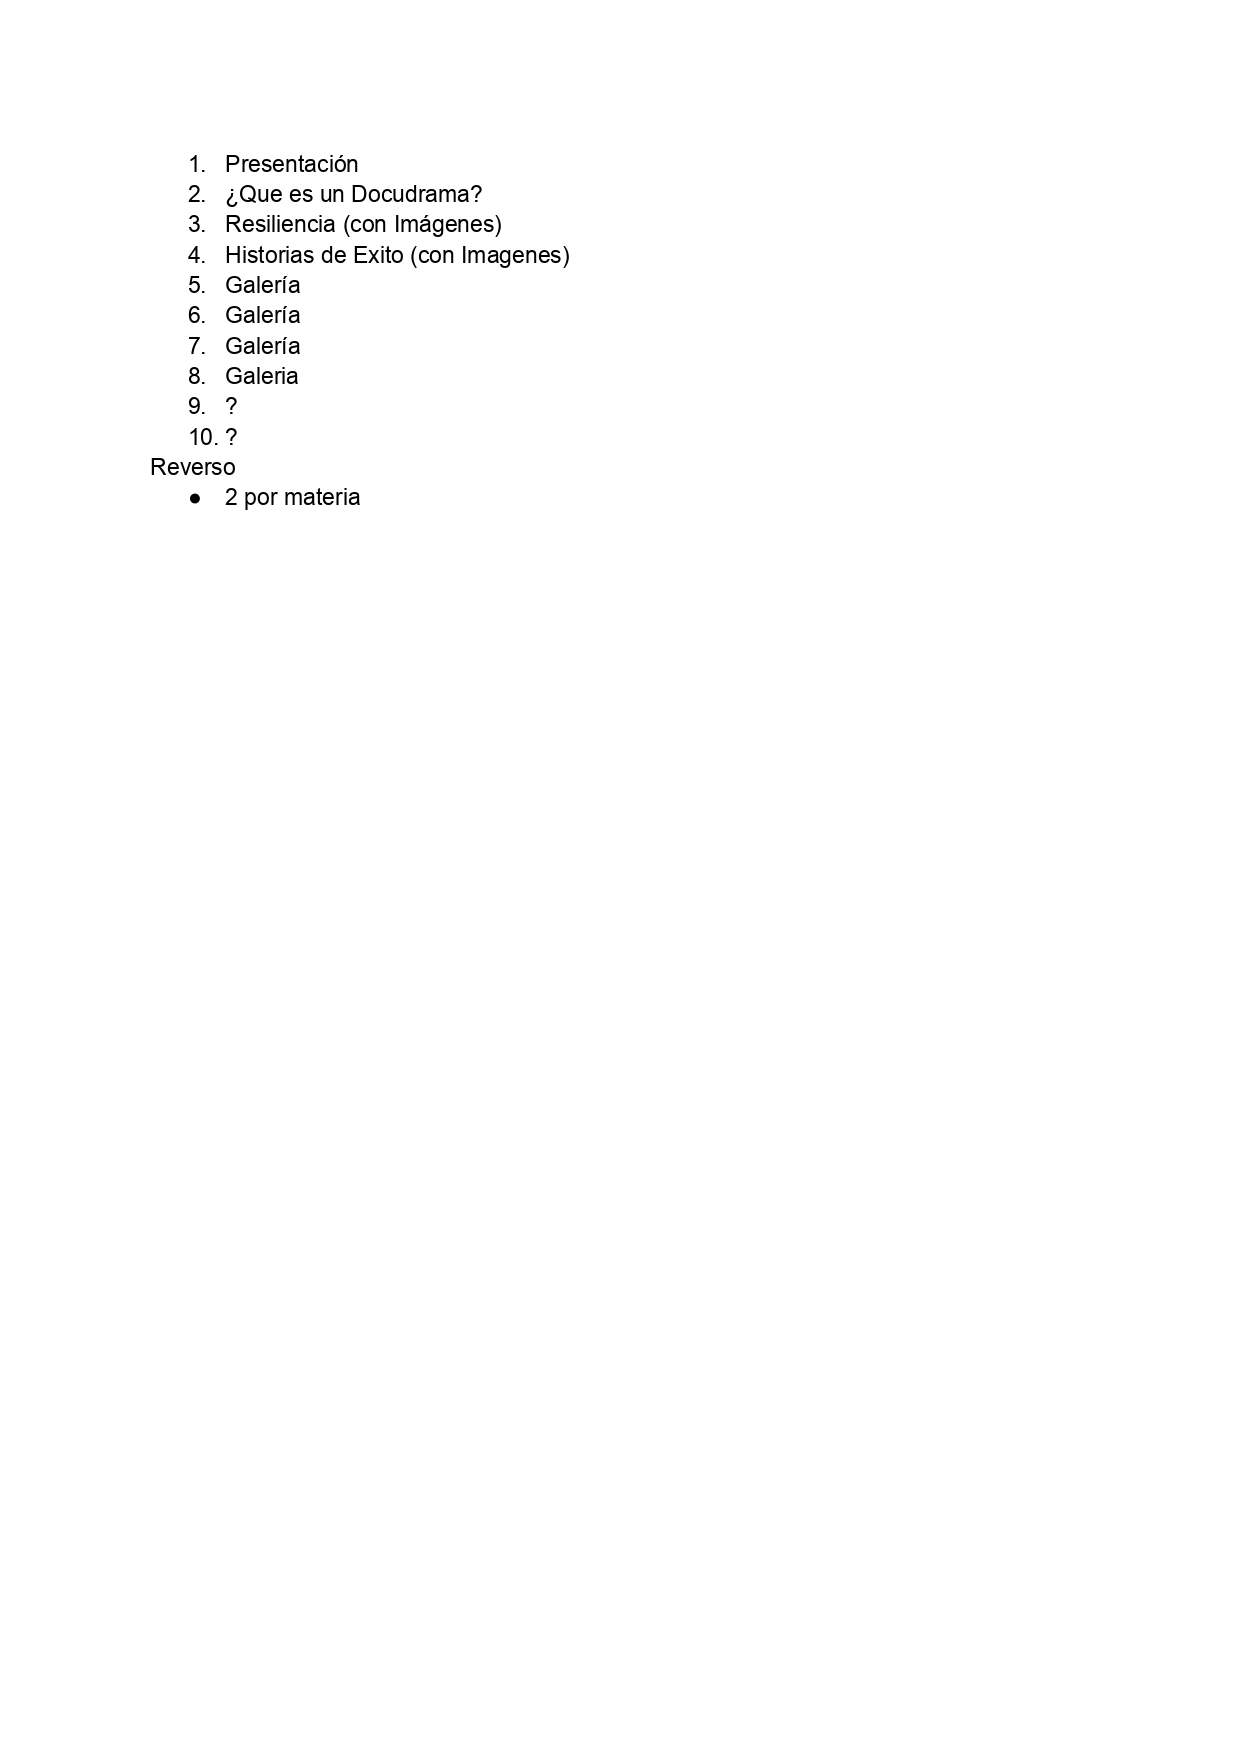 1. Presentación
2. ¿Que es un Docudrama?
3. Resiliencia (con Imágenes)
4. Historias de Exito (con Imagenes)
5. Galería
6. Galería
7. Galería
8. Galeria
9. ?
10. ?
Reverso
● 2 por materia